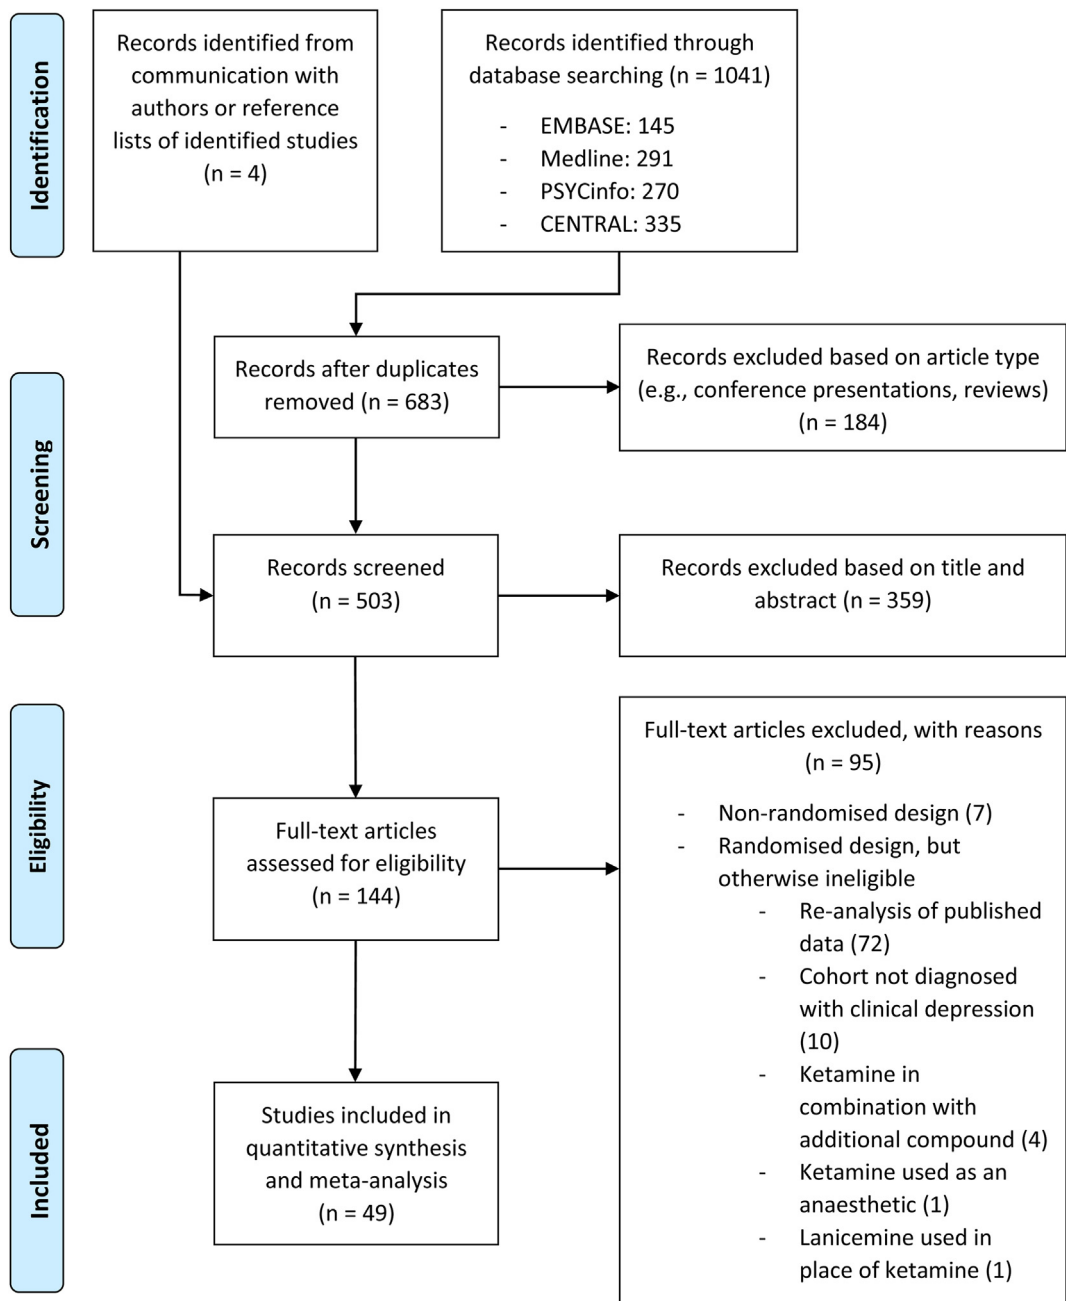 Identification
Records identified from
communication with
authors or reference
lists of identified studies
(n = 4)
Records identified through
database searching (n = 1041)
- EMBASE: 145
- Medline: 291
- PSYCinfo: 270
- CENTRAL: 335
Screening
Records after duplicates
removed (n = 683)
Records excluded based on article type
(e.g., conference presentations, reviews)
(n = 184)
Records screened
(n = 503)
Records excluded based on title and
abstract (n = 359)
Eligibility
Full-text articles
assessed for eligibility
(n = 144)
Full-text articles excluded, with reasons
(n = 95)
- Non-randomised design (7)
- Randomised design, but
otherwise ineligible
- Re-analysis of published
data (72)
- Cohort not diagnosed
with clinical depression
(10)
- Ketamine in
combination with
additional compound (4)
- Ketamine used as an
anaesthetic (1)
- Lanicemine used in
place of ketamine (1)
Included
Studies included in
quantitative synthesis
and meta-analysis
(n = 49)